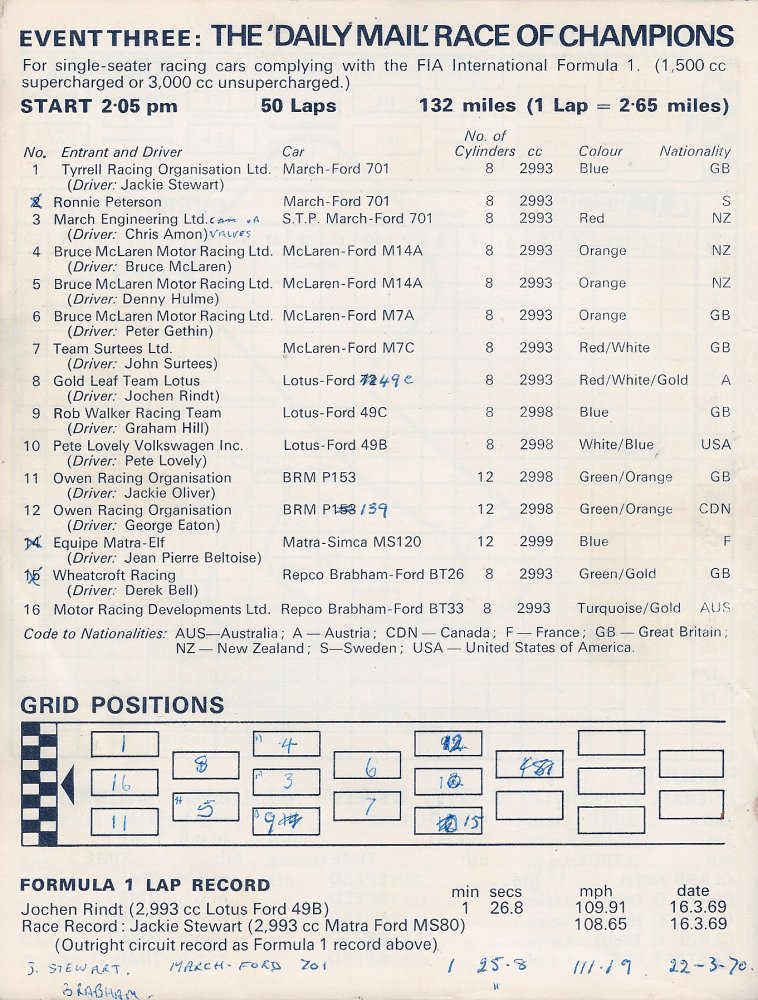 EVENT THREE: THE 'DAILY MAIL' RACE OF CHAMPIONS
For single-seater racing cars complying with the FIA International Formula 1. (1,500 cc
supercharged or 3,000 cc unsupercharged.)
START 2·05 pm 50 Laps 132 miles (1 Lap = 2·65 miles)
No. of
No. Entrant and Driver Car Cylinders cc Colour Nationality
1 Tyrrell Racing Organisation Ltd. March-Ford 701 8 2993 Blue GB
(Driver: Jackie Stewart)
2 Ronnie Peterson March-Ford 701 8 2993 S
3 March Engineering Ltd. CAM OR S.T.P. March-Ford 701 8 2993 Red NZ
(Driver: Chris Amon) VALVES
4 Bruce McLaren Motor Racing Ltd. McLaren-Ford M14A 8 2993 Orange NZ
(Driver: Bruce McLaren)
5 Bruce McLaren Motor Racing Ltd. McLaren-Ford M14A 8 2993 Orange NZ
(Driver: Denny Hulme)
6 Bruce McLaren Motor Racing Ltd. McLaren-Ford M7A 8 2993 Orange GB
(Driver: Peter Gethin)
7 Team Surtees Ltd. McLaren-Ford M7C 8 2993 Red/White GB
(Driver: John Surtees)
8 Gold Leaf Team Lotus Lotus-Ford 72 49C 8 2993 Red/White/Gold A
(Driver: Jochen Rindt)
9 Rob Walker Racing Team Lotus-Ford 49C 8 2998 Blue GB
(Driver: Graham Hill)
10 Pete Lovely Volkswagen Inc. Lotus-Ford 49B 8 2998 White/Blue USA
(Driver: Pete Lovely)
11 Owen Racing Organisation BRM P153 12 2998 Green/Orange GB
(Driver: Jackie Oliver)
12 Owen Racing Organisation BRM P153 139 12 2998 Green/Orange CDN
(Driver: George Eaton)
14 Equipe Matra-Elf Matra-Simca MS120 12 2999 Blue F
(Driver: Jean Pierre Beltoise)
15 Wheatcroft Racing Repco Brabham-Ford BT26 8 2993 Green/Gold GB
(Driver: Derek Bell)
16 Motor Racing Developments Ltd. Repco Brabham-Ford BT33 8 2993 Turquoise/Gold AUS
Code to Nationalities: AUS—Australia; A — Austria; CDN — Canada; F — France; GB — Great Britain;
NZ — New Zealand; S—Sweden; USA — United States of America.
GRID POSITIONS
1 4 12
8 6
16 3 10
5 7
11 9 15
FORMULA 1 LAP RECORD min secs mph date
Jochen Rindt (2,993 cc Lotus Ford 49B) 1 26.8 109.91 16.3.69
Race Record: Jackie Stewart (2,993 cc Matra Ford MS80) 108.65 16.3.69
(Outright circuit record as Formula 1 record above)
J. STEWART. MARCH-FORD 701 1 25·8 111·19 22-3-70.
BRABHAM. "